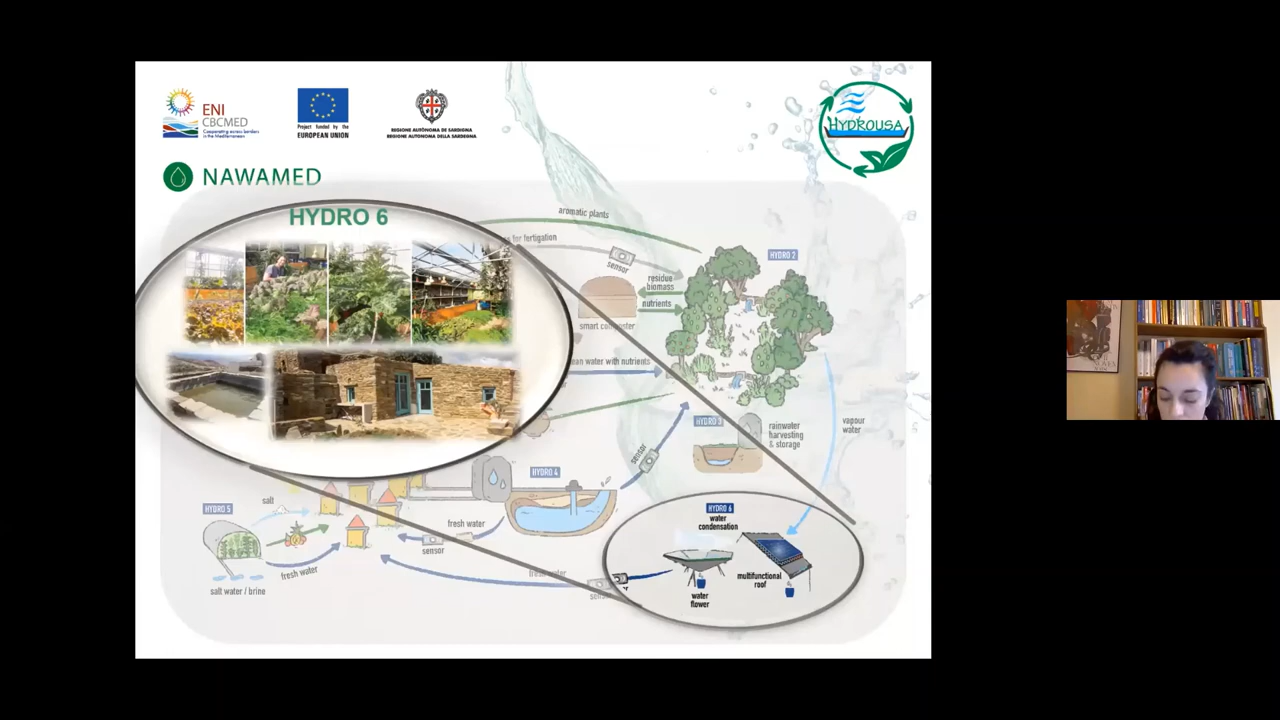 ENI
CBCMED
Cooperating across borders
in the Mediterranean
Project funded by the
EUROPEAN UNION
REGIONE AUTÒNOMA DE SARDIGNA
REGIONE AUTONOMA DELLA SARDEGNA
HYDROUSA
NAWAMED
HYDRO 6
aromatic plants
for fertigation
sensor
HYDRO 2
residue
biomass
nutrients
smart
water with nutrients
HYDRO 3
rainwater
harvesting
& storage
vapour
water
sensor
HYDRO 4
HYDRO 5
salt
fresh water
sensor
fresh water
salt water / brine
fresh water
HYDRO 6
water
condensation
multifunctional
roof
water
flower